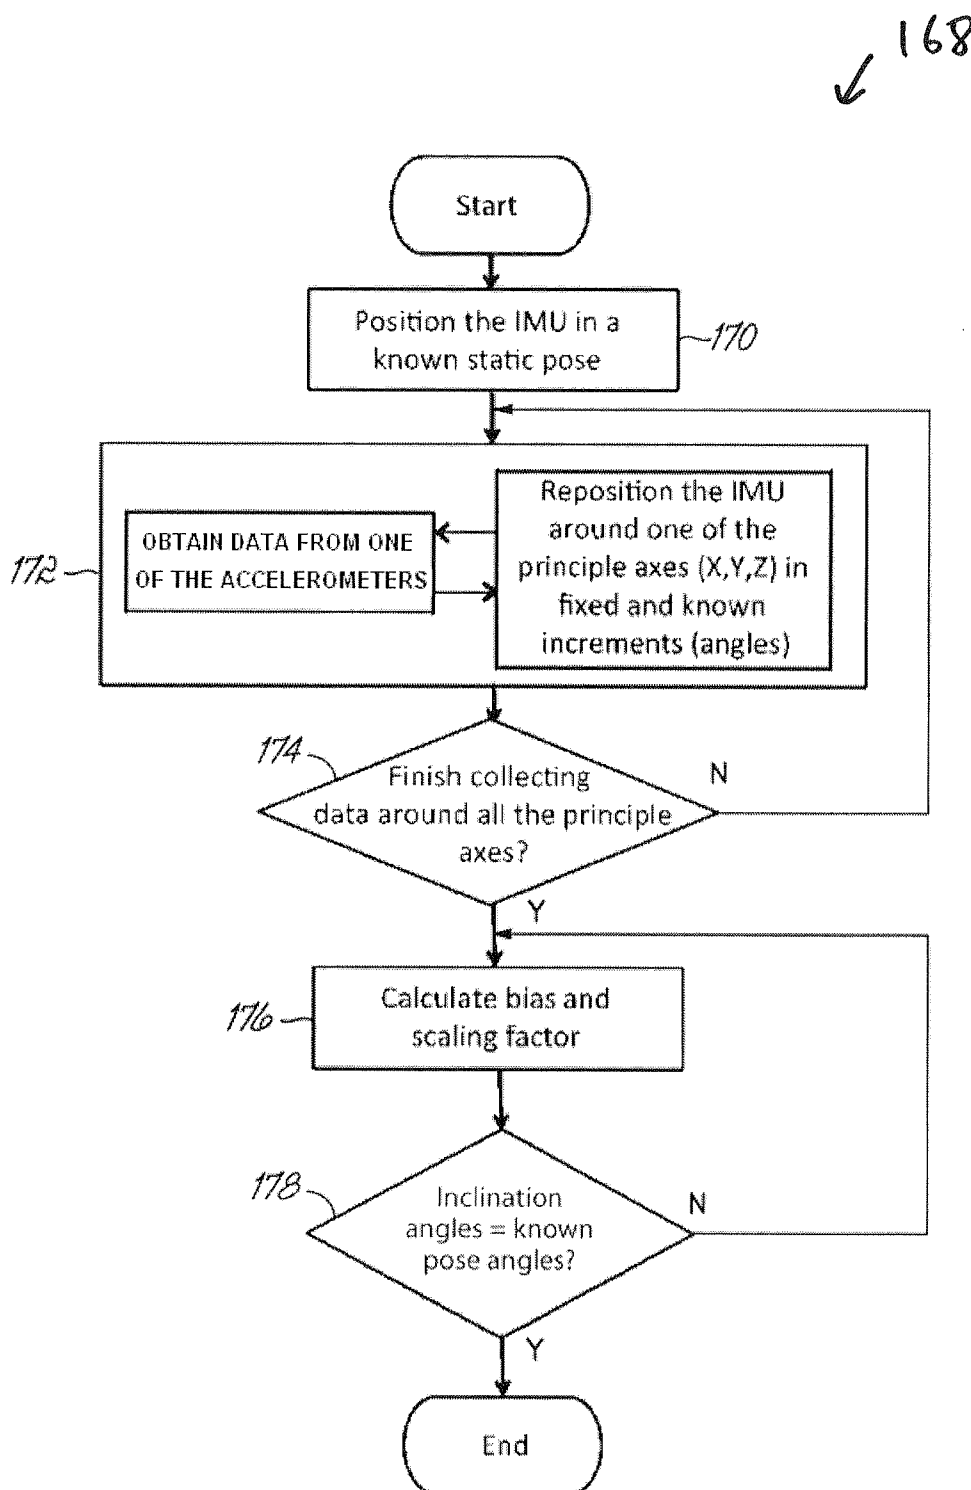 168
Start
Position the IMU in a
known static pose
170
172
OBTAIN DATA FROM ONE
OF THE ACCELEROMETERS
Reposition the IMU
around one of the
principle axes (X,Y,Z) in
fixed and known
increments (angles)
174
Finish collecting
data around all the principle
axes?
N
Y
176
Calculate bias and
scaling factor
178
Inclination
angles = known
pose angles?
N
Y
End